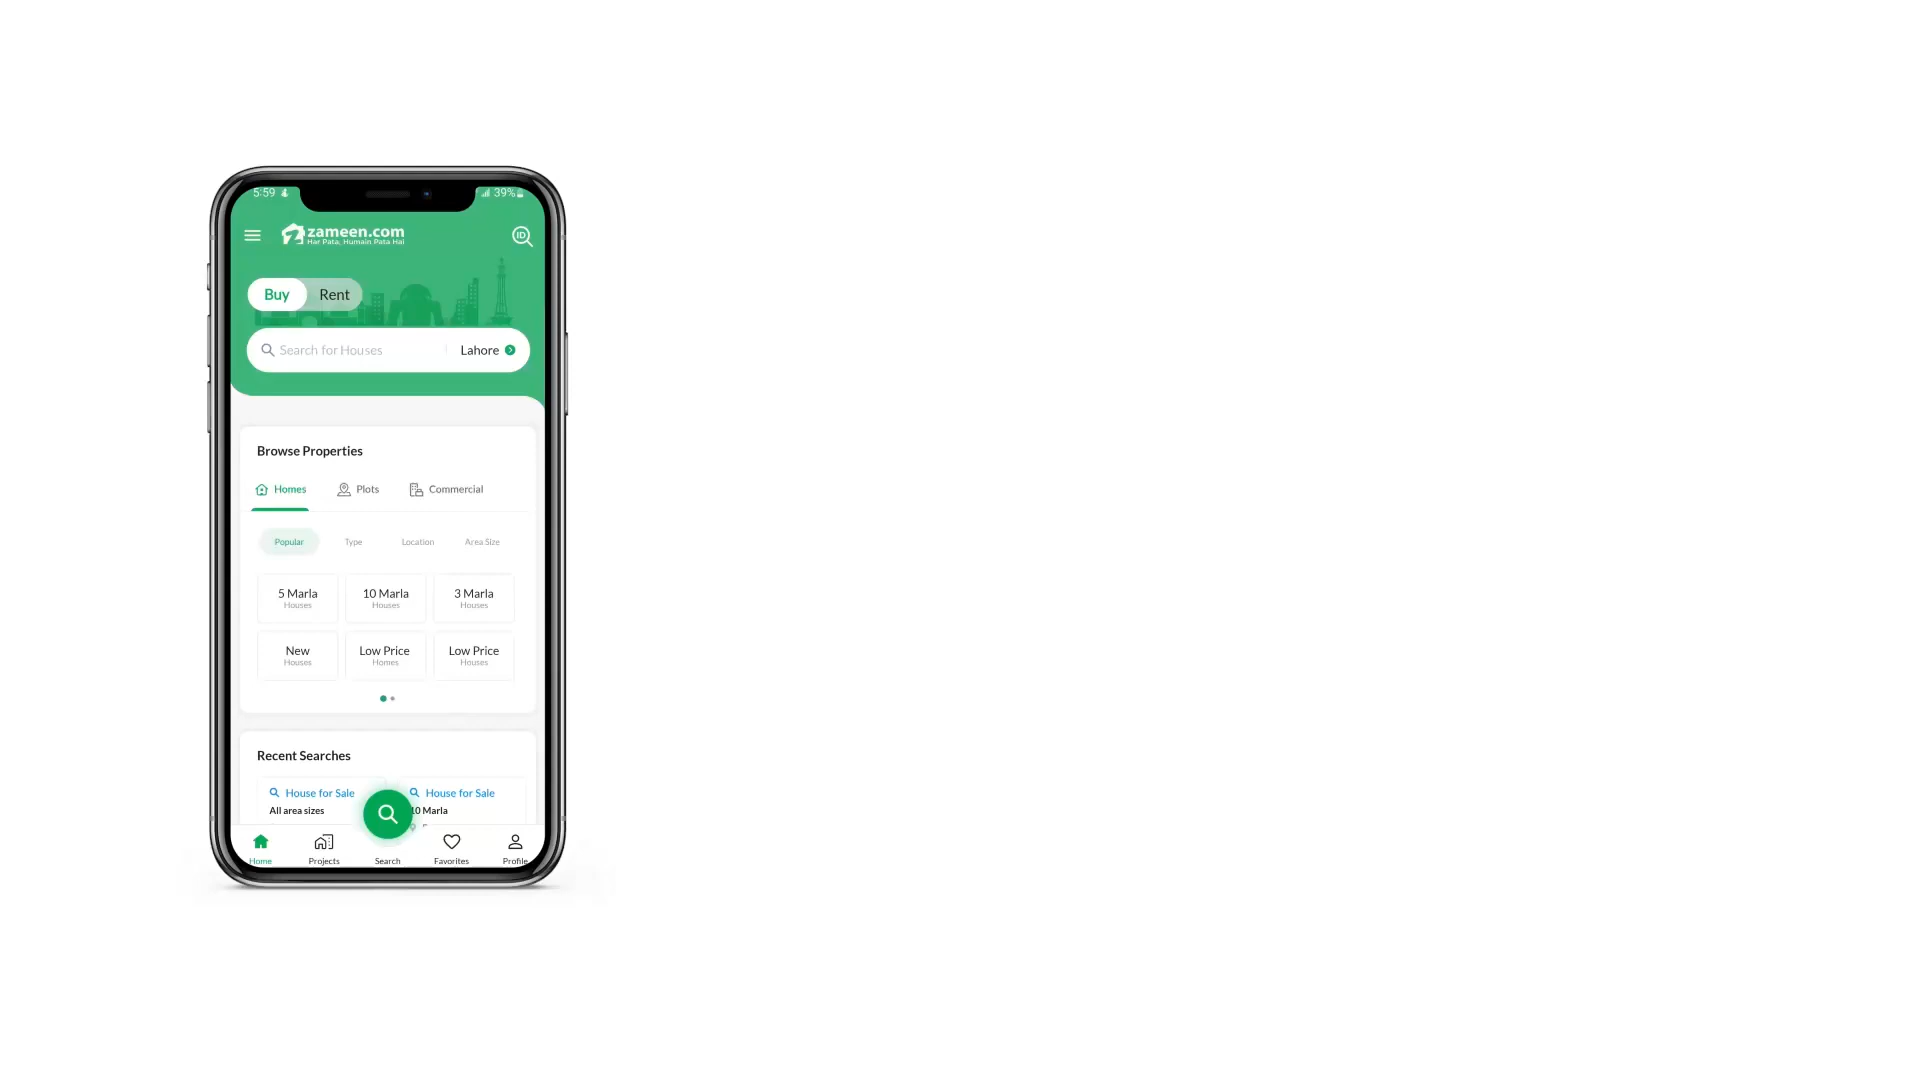 5:59 39%
zameen.com
Har Pata, Humain Pata Hai
ID
Buy Rent
Search for Houses Lahore
Browse Properties
Homes Plots Commercial
Popular Type Location Area Size
5 Marla 10 Marla 3 Marla
Houses Houses Houses
New Low Price Low Price
Houses Homes Houses
Recent Searches
House for Sale House for Sale
All area sizes 10 Marla
Home Projects Search Favorites Profile